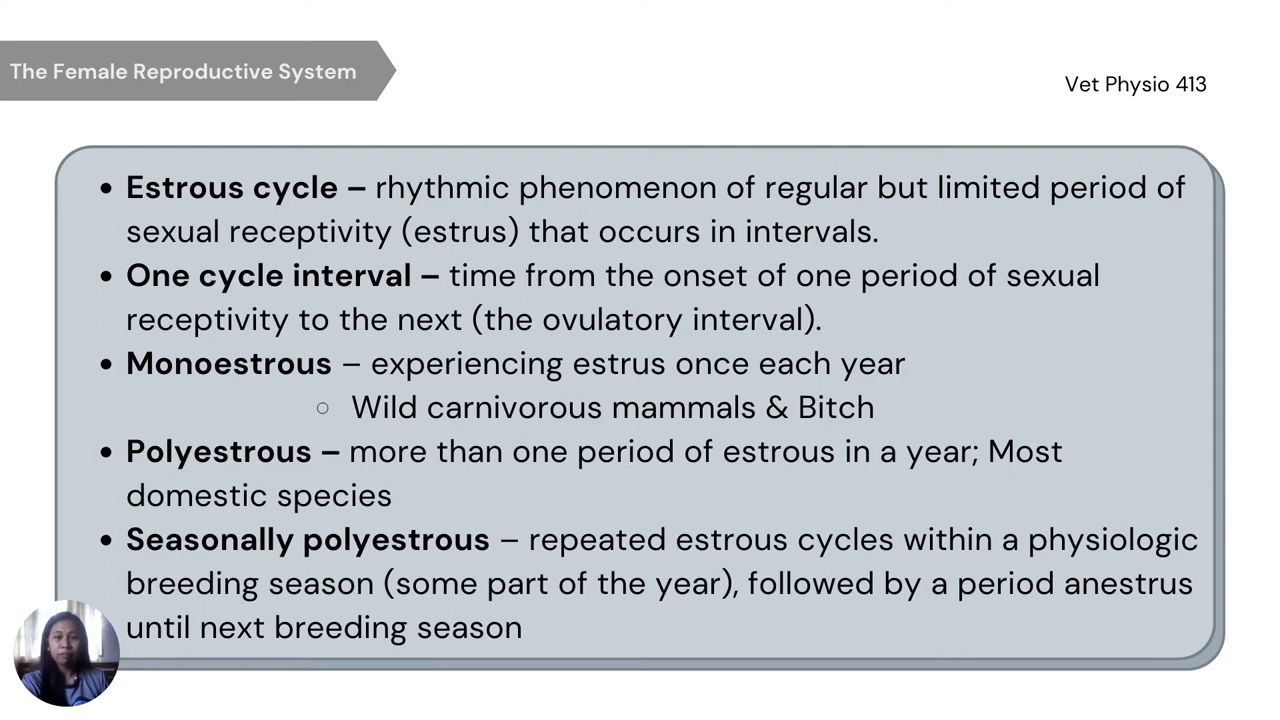 The Female Reproductive System
Vet Physio 413
• Estrous cycle – rhythmic phenomenon of regular but limited period of
sexual receptivity (estrus) that occurs in intervals.
• One cycle interval – time from the onset of one period of sexual
receptivity to the next (the ovulatory interval).
• Monoestrous – experiencing estrus once each year
○ Wild carnivorous mammals & Bitch
• Polyestrous – more than one period of estrous in a year; Most
domestic species
• Seasonally polyestrous – repeated estrous cycles within a physiologic
breeding season (some part of the year), followed by a period anestrus
until next breeding season